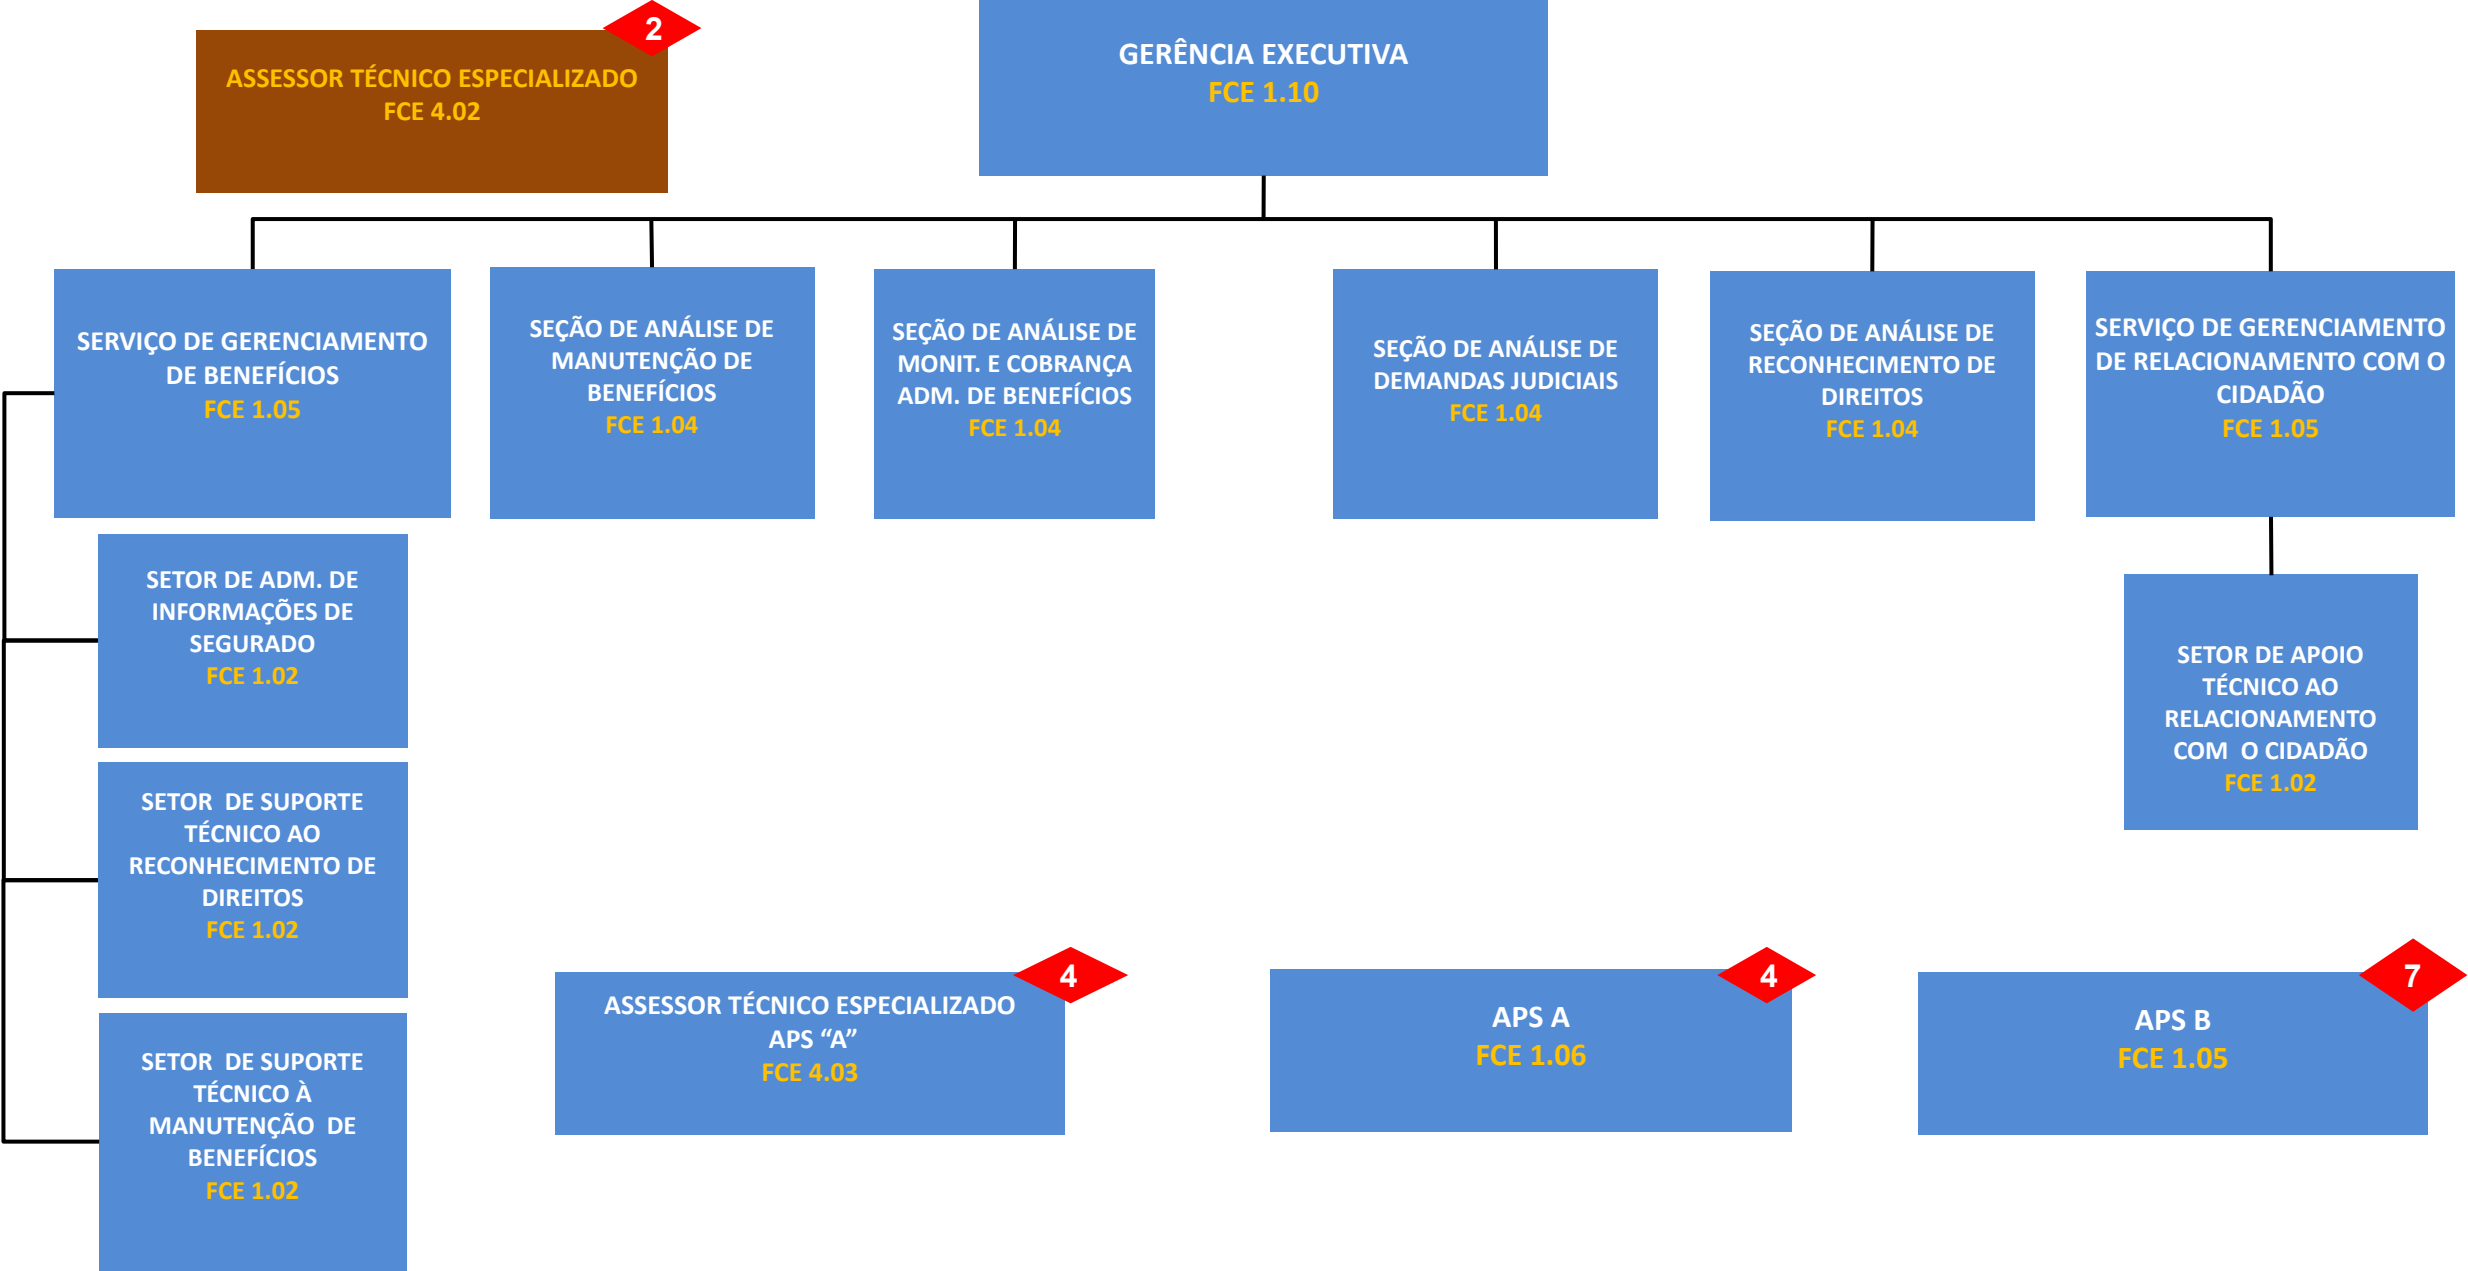 2
ASSESSOR TÉCNICO ESPECIALIZADO
FCE 4.02
GERÊNCIA EXECUTIVA
FCE 1.10
SERVIÇO DE GERENCIAMENTO
DE BENEFÍCIOS
FCE 1.05
SEÇÃO DE ANÁLISE DE
MANUTENÇÃO DE
BENEFÍCIOS
FCE 1.04
SEÇÃO DE ANÁLISE DE
MONIT. E COBRANÇA
ADM. DE BENEFÍCIOS
FCE 1.04
SEÇÃO DE ANÁLISE DE
DEMANDAS JUDICIAIS
FCE 1.04
SEÇÃO DE ANÁLISE DE
RECONHECIMENTO DE
DIREITOS
FCE 1.04
SERVIÇO DE GERENCIAMENTO
DE RELACIONAMENTO COM O
CIDADÃO
FCE 1.05
SETOR DE ADM. DE
INFORMAÇÕES DE
SEGURADO
FCE 1.02
SETOR DE APOIO
TÉCNICO AO
RELACIONAMENTO
COM O CIDADÃO
FCE 1.02
SETOR DE SUPORTE
TÉCNICO AO
RECONHECIMENTO DE
DIREITOS
FCE 1.02
4
ASSESSOR TÉCNICO ESPECIALIZADO
APS “A”
FCE 4.03
4
APS A
FCE 1.06
7
APS B
FCE 1.05
SETOR DE SUPORTE
TÉCNICO À
MANUTENÇÃO DE
BENEFÍCIOS
FCE 1.02